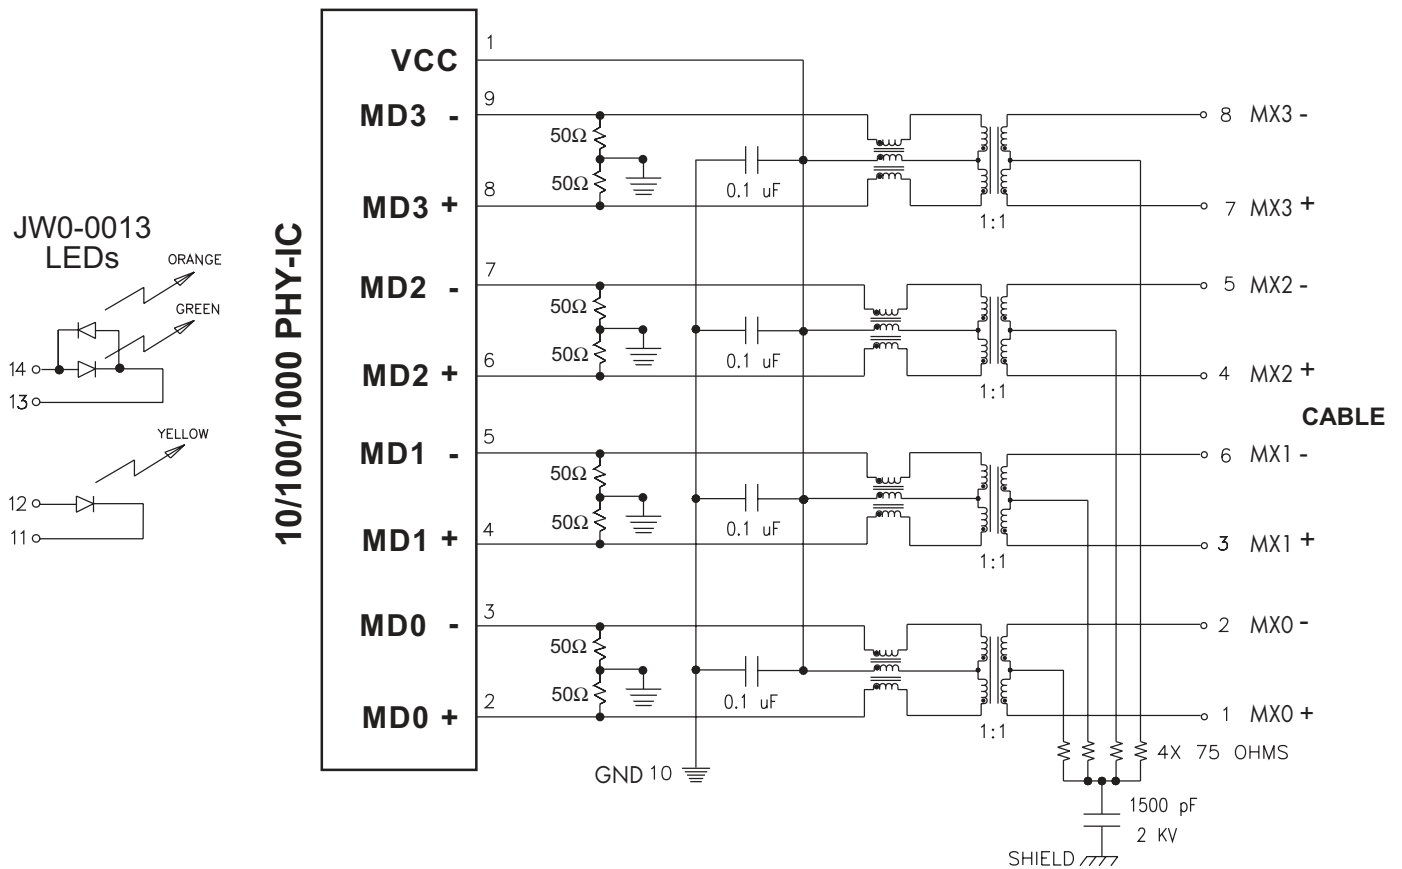 JW0-0013
LEDs
ORANGE
GREEN
14
13
YELLOW
12
11
10/100/1000 PHY-IC
VCC
1
MD3 -
9
MD3 +
8
MD2 -
7
MD2 +
6
MD1 -
5
MD1 +
4
MD0 -
3
MD0 +
2
50Ω
50Ω
0.1 uF
1:1
8 MX3 -
7 MX3 +
50Ω
50Ω
0.1 uF
1:1
5 MX2 -
4 MX2 +
CABLE
50Ω
50Ω
0.1 uF
1:1
6 MX1 -
3 MX1 +
50Ω
50Ω
0.1 uF
1:1
2 MX0 -
1 MX0 +
GND 10
4X 75 OHMS
1500 pF
2 KV
SHIELD